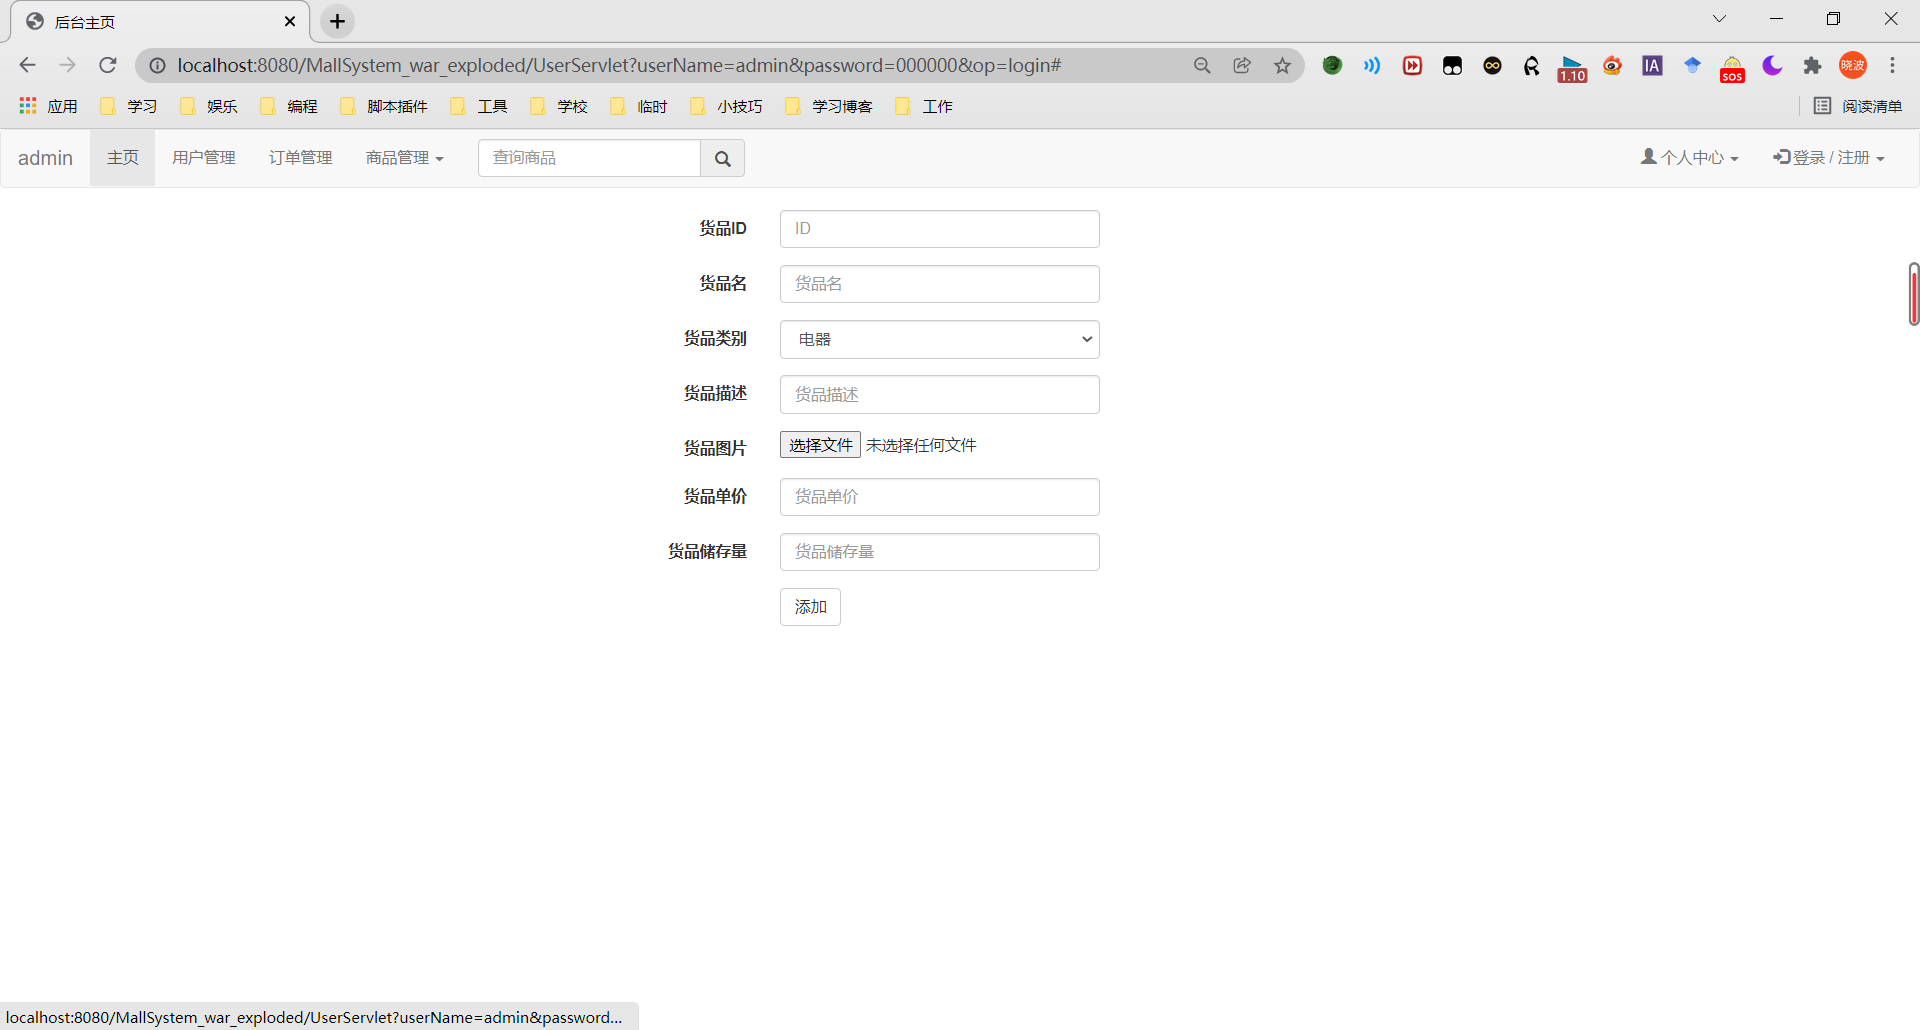 后台主页
localhost:8080/MallSystem_war_exploded/UserServlet?userName=admin&password=000000&op=login#
1.10
IA
sos
晓波
应用 学习 娱乐 编程 脚本插件 工具 学校 临时 小技巧 学习博客 工作 阅读清单
admin 主页 用户管理 订单管理 商品管理 查询商品 个人中心 登录 / 注册
货品ID ID
货品名 货品名
货品类别 电器
货品描述 货品描述
货品图片 选择文件 未选择任何文件
货品单价 货品单价
货品储存量 货品储存量
添加
localhost:8080/MallSystem_war_exploded/UserServlet?userName=admin&password...